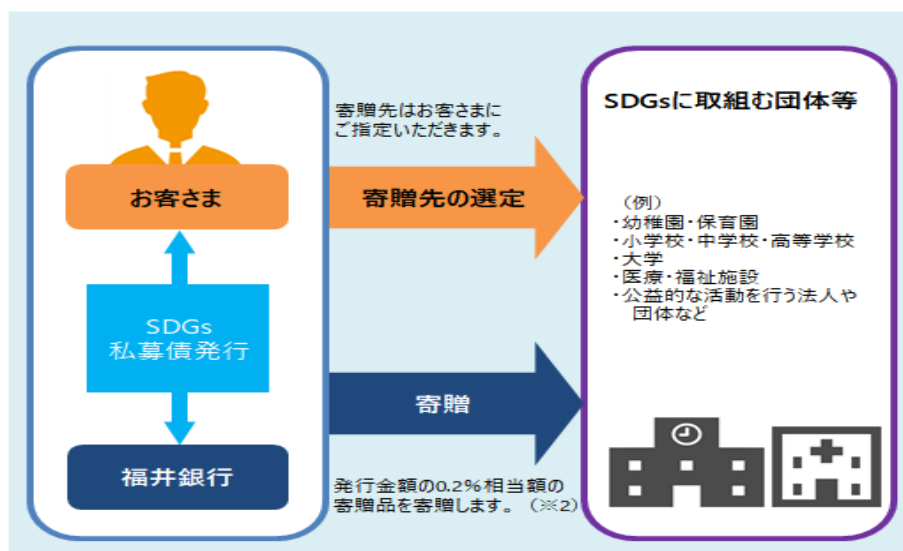 お客さま
SDGs
私募債発行
福井銀行
寄贈先はお客さまに
ご指定いただきます。
寄贈先の選定
寄贈
発行金額の0.2%相当額の
寄贈品を寄贈します。（※2）
SDGsに取組む団体等
（例）
・幼稚園・保育園
・小学校・中学校・高等学校
・大学
・医療・福祉施設
・公益的な活動を行う法人や
団体など